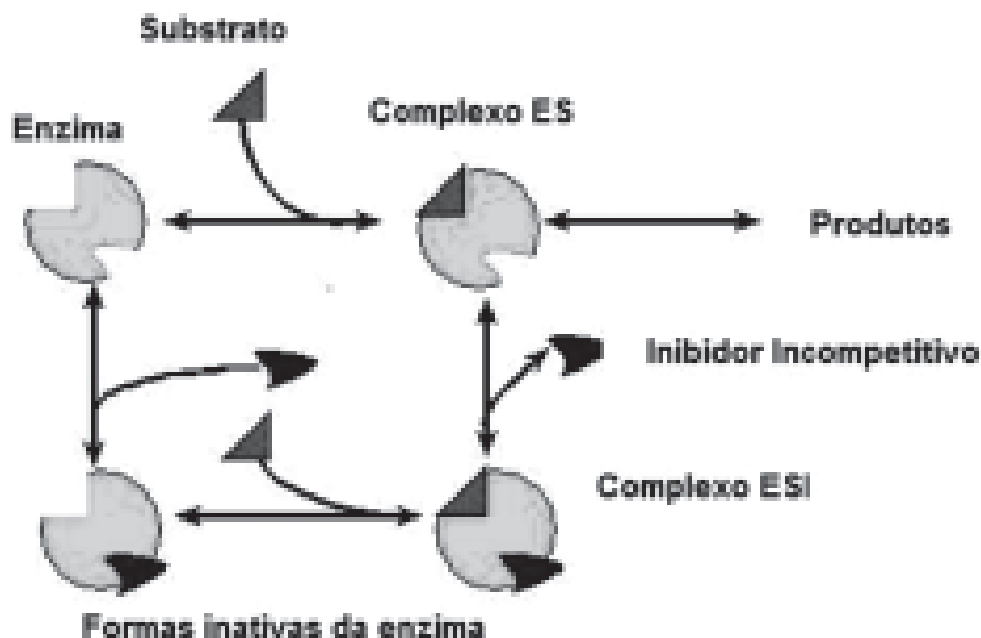 Substrato
Enzima
Complexo ES
Produtos
Inibidor Incompetitivo
Complexo ESI
Formas inativas da enzima